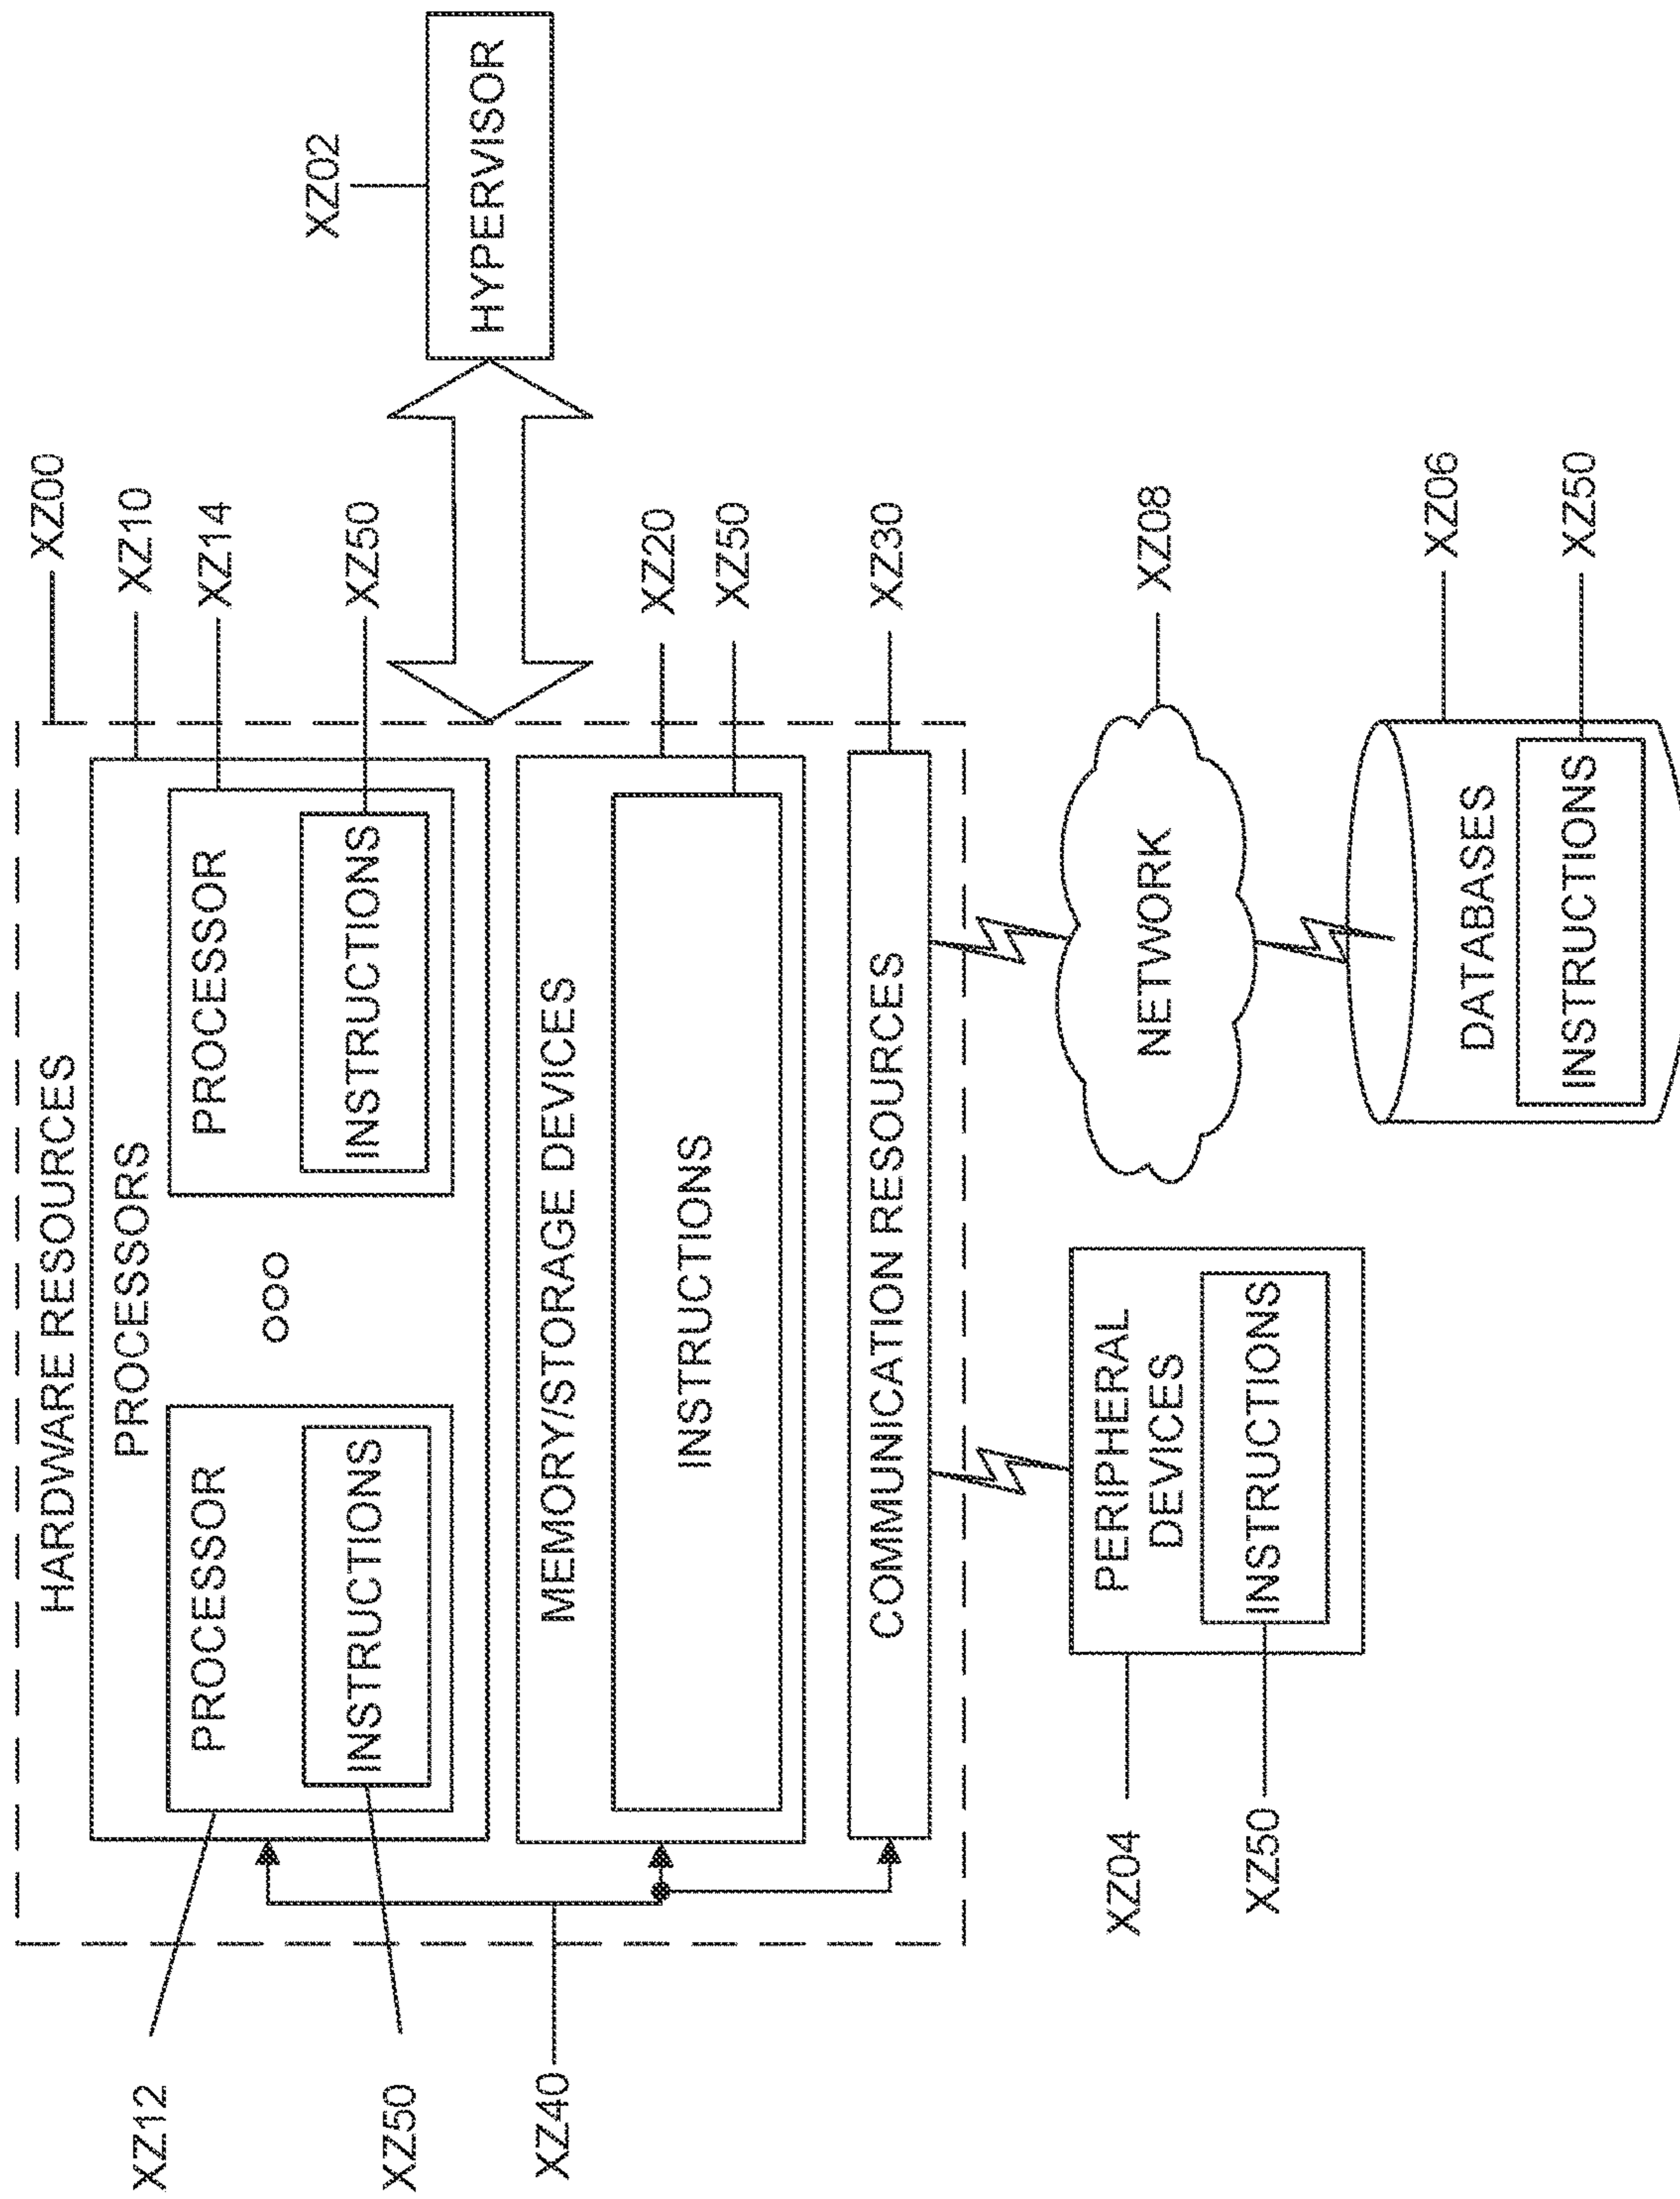 HARDWARE RESOURCES
XZ00
PROCESSORS
XZ10
XZ12
PROCESSOR
PROCESSOR
XZ14
XZ02
XZ50
INSTRUCTIONS
OOO
INSTRUCTIONS
XZ50
HYPERVISOR
XZ40
MEMORY/STORAGE DEVICES
XZ20
INSTRUCTIONS
XZ50
COMMUNICATION RESOURCES
XZ30
XZ04
PERIPHERAL
DEVICES
NETWORK
XZ08
XZ50
INSTRUCTIONS
DATABASES
XZ06
INSTRUCTIONS
XZ50